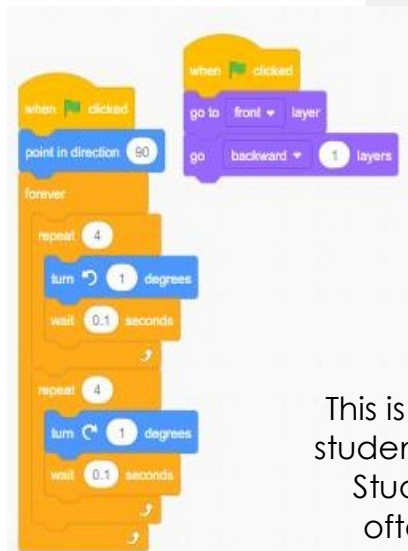 when clicked
point in direction 90
forever
repeat 4
turn 1 degrees
wait 0.1 seconds
repeat 4
turn 1 degrees
wait 0.1 seconds
when clicked
go to front layer
go backward 1 layers
This is
studen
Stud
ofte